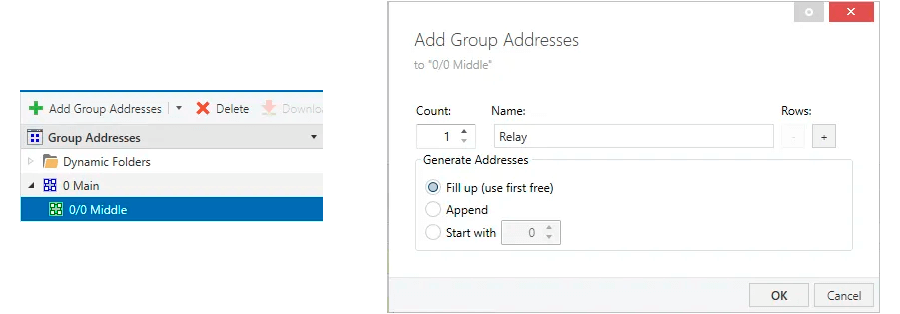 Add Group Addresses
Delete
Group Addresses
Dynamic Folders
0 Main
0/0 Middle
Add Group Addresses
to "0/0 Middle"
Count:
Name:
Rows:
1
Relay
-
+
Generate Addresses
Fill up (use first free)
Append
Start with
0
OK
Cancel